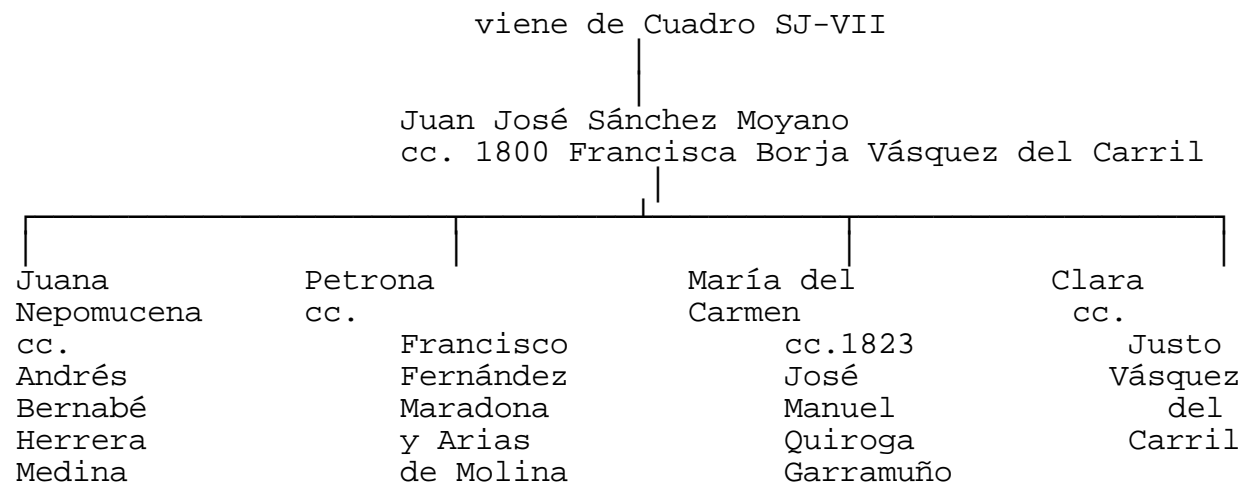 viene de Cuadro SJ-VII
Juan José Sánchez Moyano
cc. 1800 Francisca Borja Vásquez del Carril
Juana Petrona María del Clara
Nepomucena cc. Carmen cc.
cc. Francisco cc.1823 Justo
Andrés Fernández José Vásquez
Bernabé Maradona Manuel del
Herrera y Arias Quiroga Carril
Medina de Molina Garramuño